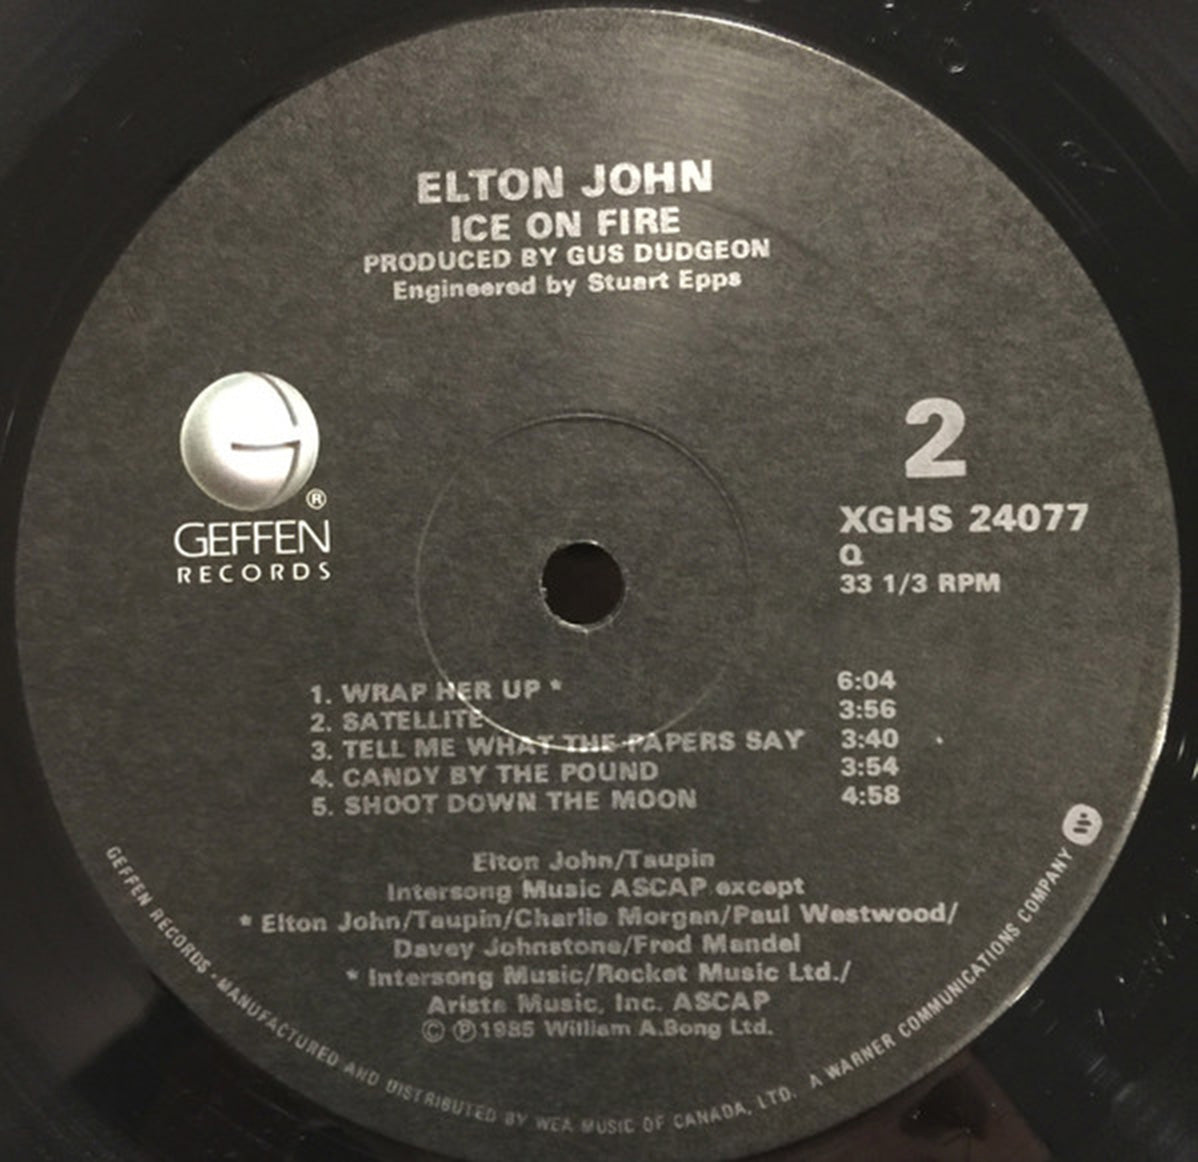 ELTON JOHN
ICE ON FIRE
PRODUCED BY GUS DUDGEON
Engineered by Stuart Epps
GEFFEN
RECORDS
®
2
XGHS 24077
Q
33 1/3 RPM
1. WRAP HER UP * 6:04
2. SATELLITE 3:56
3. TELL ME WHAT THE PAPERS SAY 3:40
4. CANDY BY THE POUND 3:54
5. SHOOT DOWN THE MOON 4:58
Elton John/Taupin
Intersong Music ASCAP except
* Elton John/Taupin/Charlie Morgan/Paul Westwood/
Davey Johnstone/Fred Mandel
* Intersong Music/Rocket Music Ltd./
Arista Music, Inc. ASCAP
© ℗ 1985 William A.Bong Ltd.
GEFFEN RECORDS · MANUFACTURED AND DISTRIBUTED BY WEA MUSIC OF CANADA, LTD. A WARNER COMMUNICATIONS COMPANY